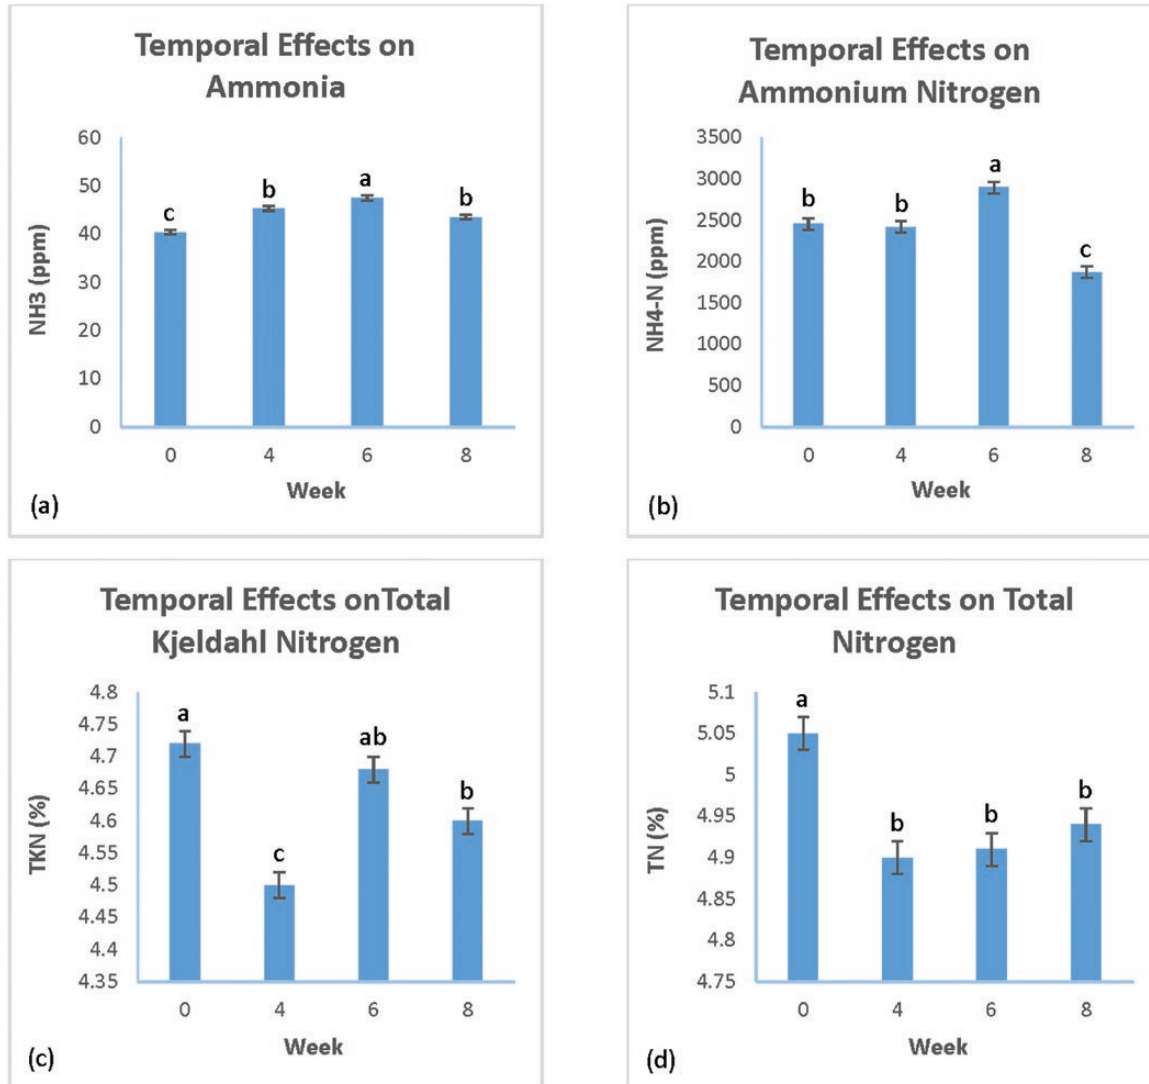 Temporal Effects on
Ammonia
60
50
40
30
20
10
0
NH3 (ppm)
c
b
a
b
0 4 6 8
Week
(a)
Temporal Effects on
Ammonium Nitrogen
3500
3000
2500
2000
1500
1000
500
0
NH4-N (ppm)
b
b
a
c
0 4 6 8
Week
(b)
Temporal Effects onTotal
Kjeldahl Nitrogen
4.8
4.75
4.7
4.65
4.6
4.55
4.5
4.45
4.4
4.35
TKN (%)
a
c
ab
b
0 4 6 8
Week
(c)
Temporal Effects on Total
Nitrogen
5.1
5.05
5
4.95
4.9
4.85
4.8
4.75
TN (%)
a
b
b
b
0 4 6 8
Week
(d)